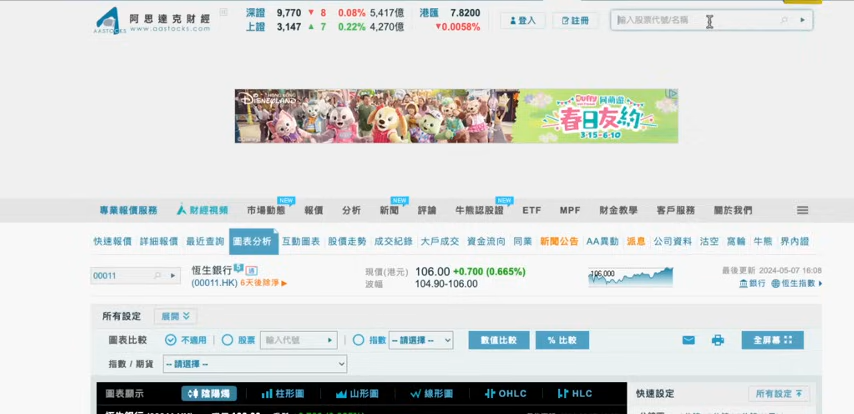 阿思達克財經
www.aastocks.com
AASTOCKS
深證 9,770 ▼ 8 0.08% 5,417億
上證 3,147 ▲ 7 0.22% 4,270億
港匯 7.8200
▼0.0058%
登入
註冊
輸入股票代號/名稱
Disneyland
Duffy 與好友
春日友約
3·15-6·10
專業報價服務 財經視頻 市場動態 NEW 報價 分析 新聞 NEW 評論 牛熊認股證 NEW ETF MPF 財金教學 客戶服務 關於我們
快速報價 詳細報價 最近查詢 圖表分析 互動圖表 股價走勢 成交紀錄 大戶成交 資金流向 同業 新聞公告 AA異動 派息 公司資料 沽空 窩輪 牛熊 界內證
00011
恆生銀行
(00011.HK) 6天後除淨 ▶
現價(港元) 106.00 +0.700 (0.665%)
波幅 104.90-106.00
106.000
最後更新 2024-05-07 16:08
銀行 恆生指數
所有設定 展開
圖表比較 不適用 股票 輸入代號 | 指數 -- 請選擇 -- 數值比較 % 比較 全屏幕
指數 / 期貨 -- 請選擇 --
圖表顯示 陰陽燭 柱形圖 山形圖 線形圖 OHLC HLC
快速設定 所有設定